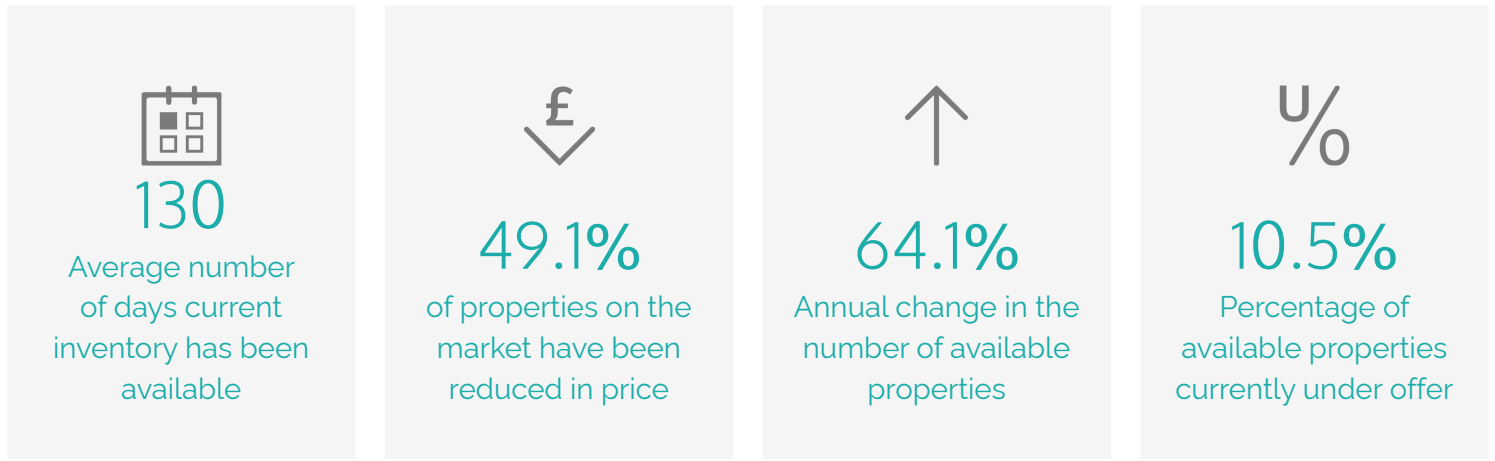 130
Average number
of days current
inventory has been
available
£
49.1%
of properties on the
market have been
reduced in price
64.1%
Annual change in the
number of available
properties
U%
10.5%
Percentage of
available properties
currently under offer